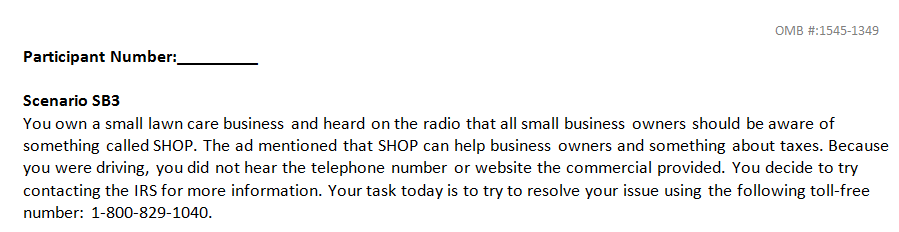 OMB #:1545-1349
Participant Number:_________
Scenario SB3
You own a small lawn care business and heard on the radio that all small business owners should be aware of
something called SHOP. The ad mentioned that SHOP can help business owners and something about taxes. Because
you were driving, you did not hear the telephone number or website the commercial provided. You decide to try
contacting the IRS for more information. Your task today is to try to resolve your issue using the following toll-free
number: 1-800-829-1040.